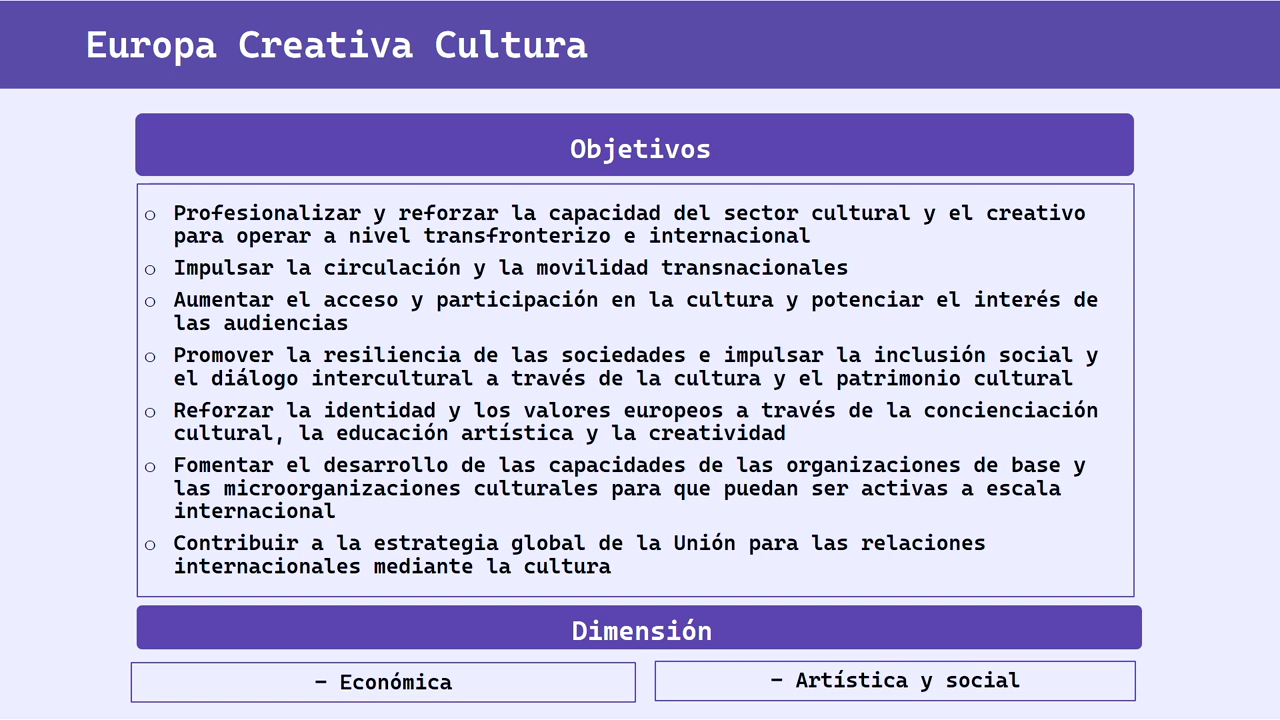 Europa Creativa Cultura
Objetivos
○ Profesionalizar y reforzar la capacidad del sector cultural y el creativo
para operar a nivel transfronterizo e internacional
○ Impulsar la circulación y la movilidad transnacionales
○ Aumentar el acceso y participación en la cultura y potenciar el interés de
las audiencias
○ Promover la resiliencia de las sociedades e impulsar la inclusión social y
el diálogo intercultural a través de la cultura y el patrimonio cultural
○ Reforzar la identidad y los valores europeos a través de la concienciación
cultural, la educación artística y la creatividad
○ Fomentar el desarrollo de las capacidades de las organizaciones de base y
las microorganizaciones culturales para que puedan ser activas a escala
internacional
○ Contribuir a la estrategia global de la Unión para las relaciones
internacionales mediante la cultura
Dimensión
– Económica
– Artística y social